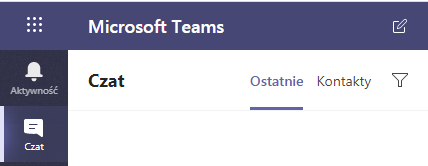 Microsoft Teams
Aktywność
Czat
Czat Ostatnie Kontakty